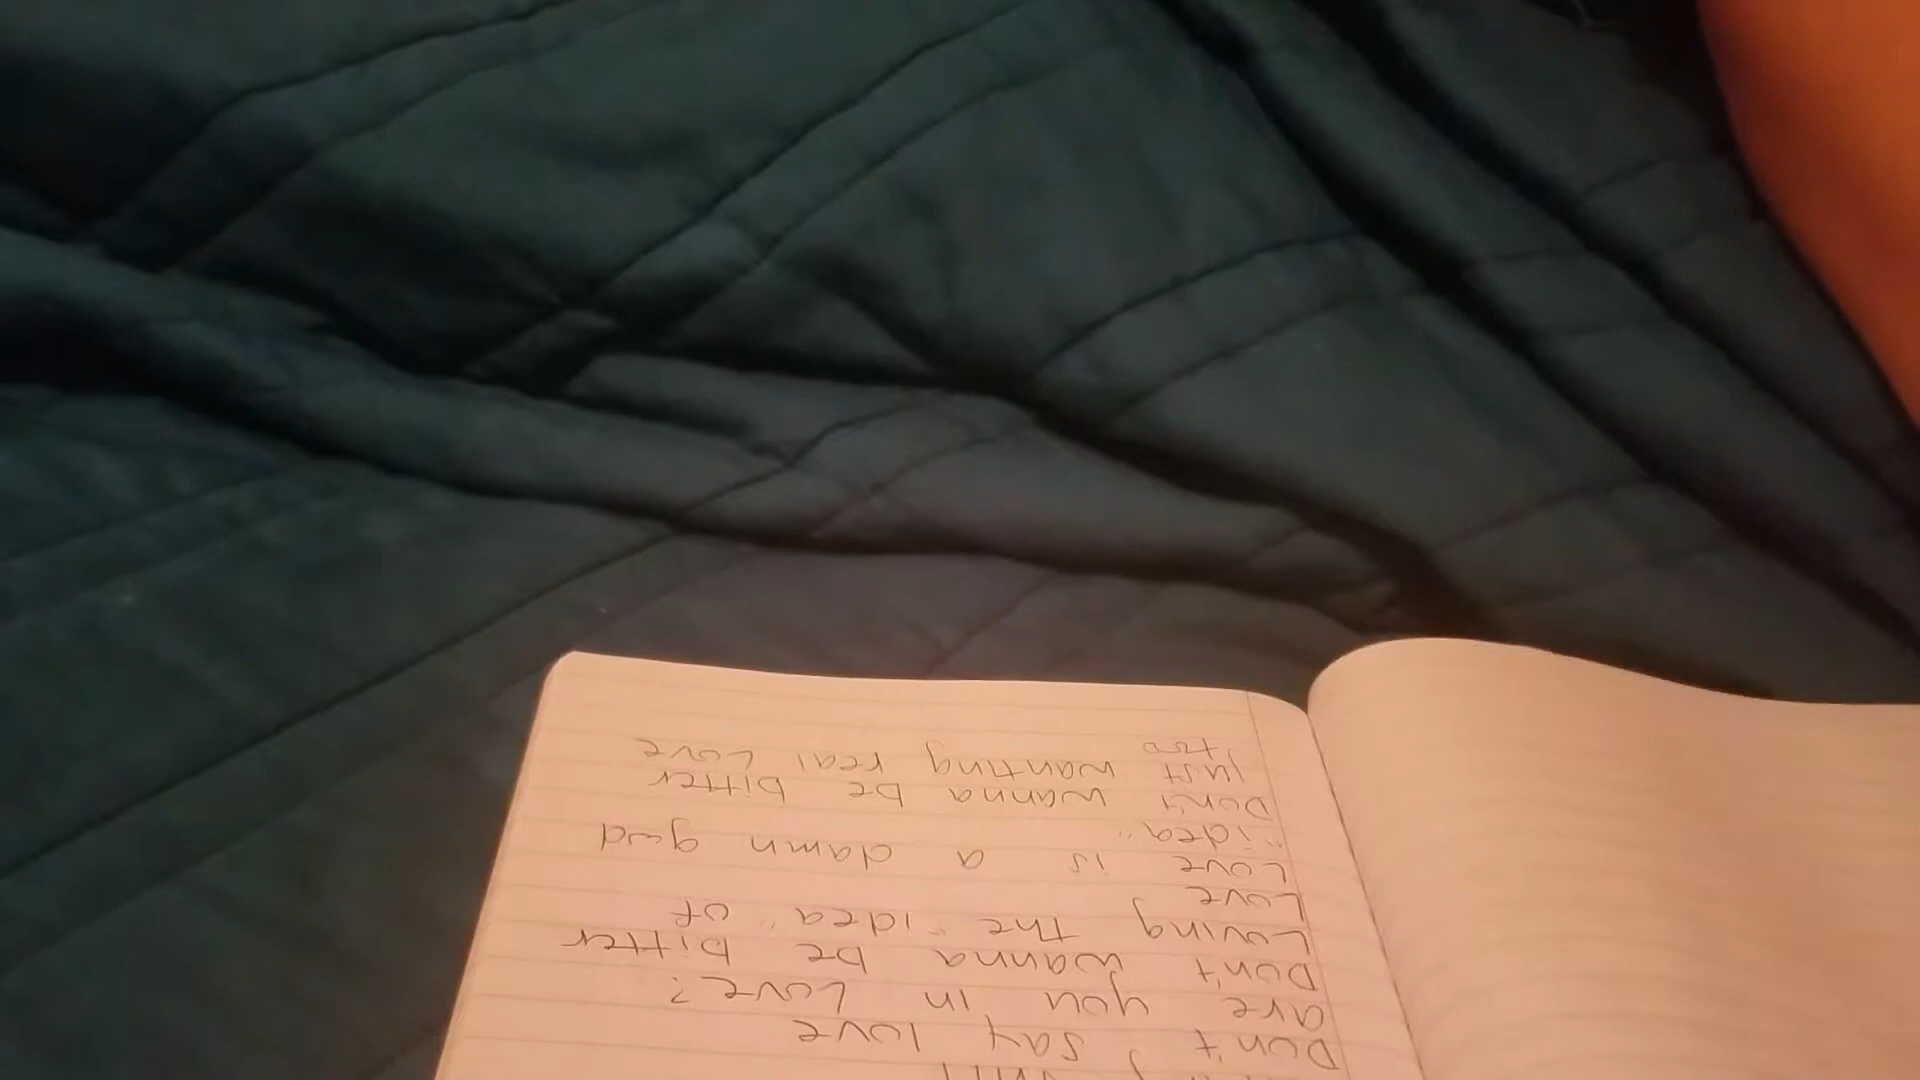 Don't say love
are you in Love?
Don't wanna be bitter
Loving the "idea" of
Love
Love is a damn good
"idea"
Don't wanna be bitter
just wanting real Love
too